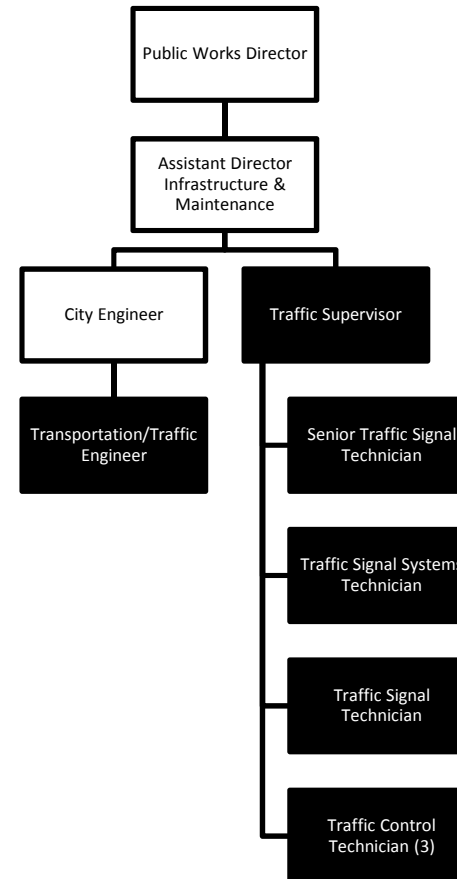 Public Works Director
Assistant Director
Infrastructure &
Maintenance
City Engineer
Traffic Supervisor
Transportation/Traffic
Engineer
Senior Traffic Signal
Technician
Traffic Signal Systems
Technician
Traffic Signal
Technician
Traffic Control
Technician (3)